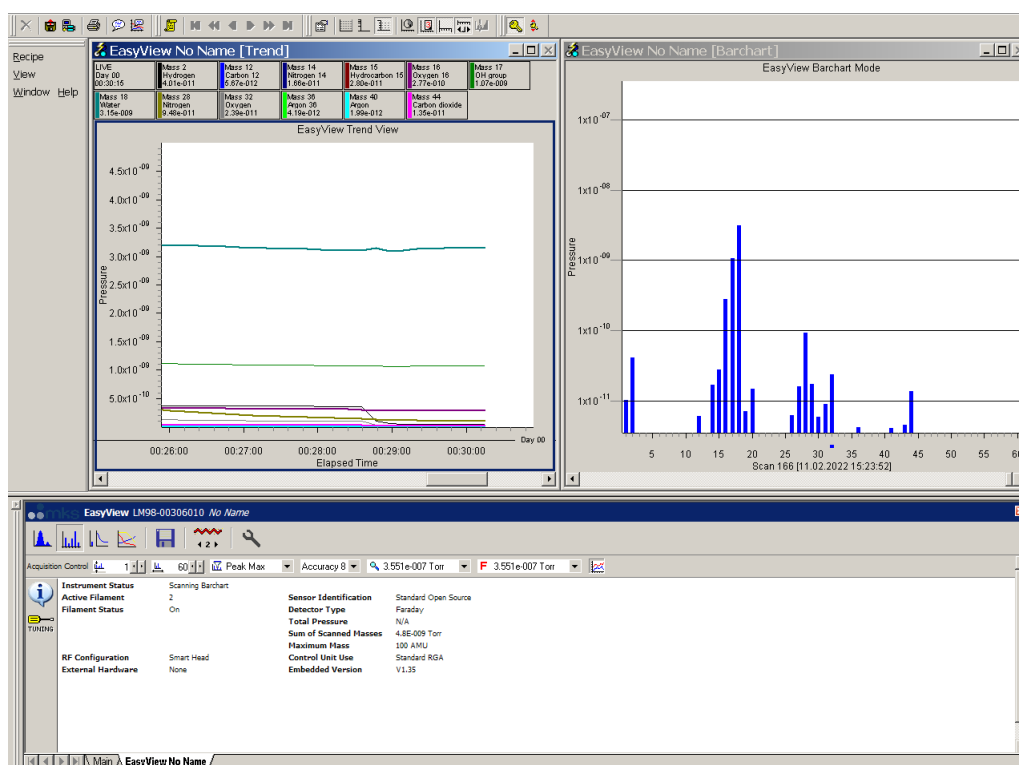 Recipe
View
Window Help
EasyView No Name [Trend]
LIVE
Day 00
00:30:15
Mass 2
Hydrogen
4.01e-011
Mass 12
Carbon 12
5.67e-012
Mass 14
Nitrogen 14
1.66e-011
Mass 15
Hydrocarbon 15
2.80e-011
Mass 16
Oxygen 16
2.77e-010
Mass 17
OH group
1.07e-009
Mass 18
Water
3.15e-009
Mass 28
Nitrogen
9.48e-011
Mass 32
Oxygen
2.39e-011
Mass 36
Argon 36
4.19e-012
Mass 40
Argon
1.99e-012
Mass 44
Carbon dioxide
1.35e-011
EasyView Trend View
4.5x10 -09
4.0x10 -09
3.5x10 -09
3.0x10 -09
2.5x10 -09
2.0x10 -09
1.5x10 -09
1.0x10 -09
5.0x10 -10
Pressure
Day 00
00:26:00 00:27:00 00:28:00 00:29:00 00:30:00
Elapsed Time
EasyView No Name [Barchart]
EasyView Barchart Mode
1x10 -07
1x10 -08
1x10 -09
1x10 -10
1x10 -11
Pressure
5 10 15 20 25 30 35 40 45 50 55
Scan 166 [11.02.2022 15:23:52]
mks EasyView LM98-00306010 No Name
2
Acquisition Control 1 60 Peak Max Accuracy 8 3.551e-007 Torr F 3.551e-007 Torr
TUNING
Instrument Status Scanning Barchart
Active Filament 2 Sensor Identification Standard Open Source
Filament Status On Detector Type Faraday
Total Pressure N/A
Sum of Scanned Masses 4.8E-009 Torr
Maximum Mass 100 AMU
RF Configuration Smart Head Control Unit Use Standard RGA
External Hardware None Embedded Version V1.35
Main EasyView No Name